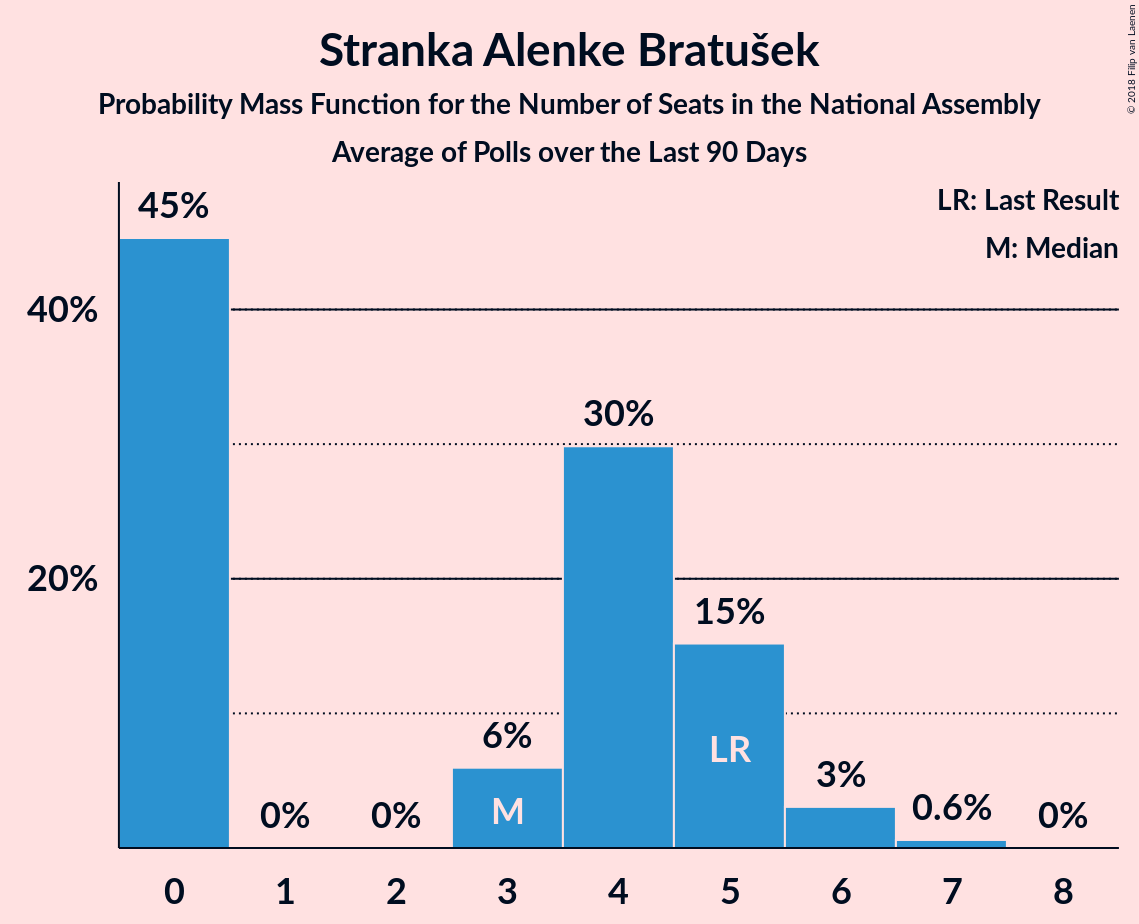 Stranka Alenke Bratušek
Probability Mass Function for the Number of Seats in the National Assembly
Average of Polls over the Last 90 Days
© 2018 Filip van Laenen
LR: Last Result
M: Median
45%
40%
30%
20%
15%
6%
LR
3%
0.6%
M
0%
0%
0%
0 1 2 3 4 5 6 7 8